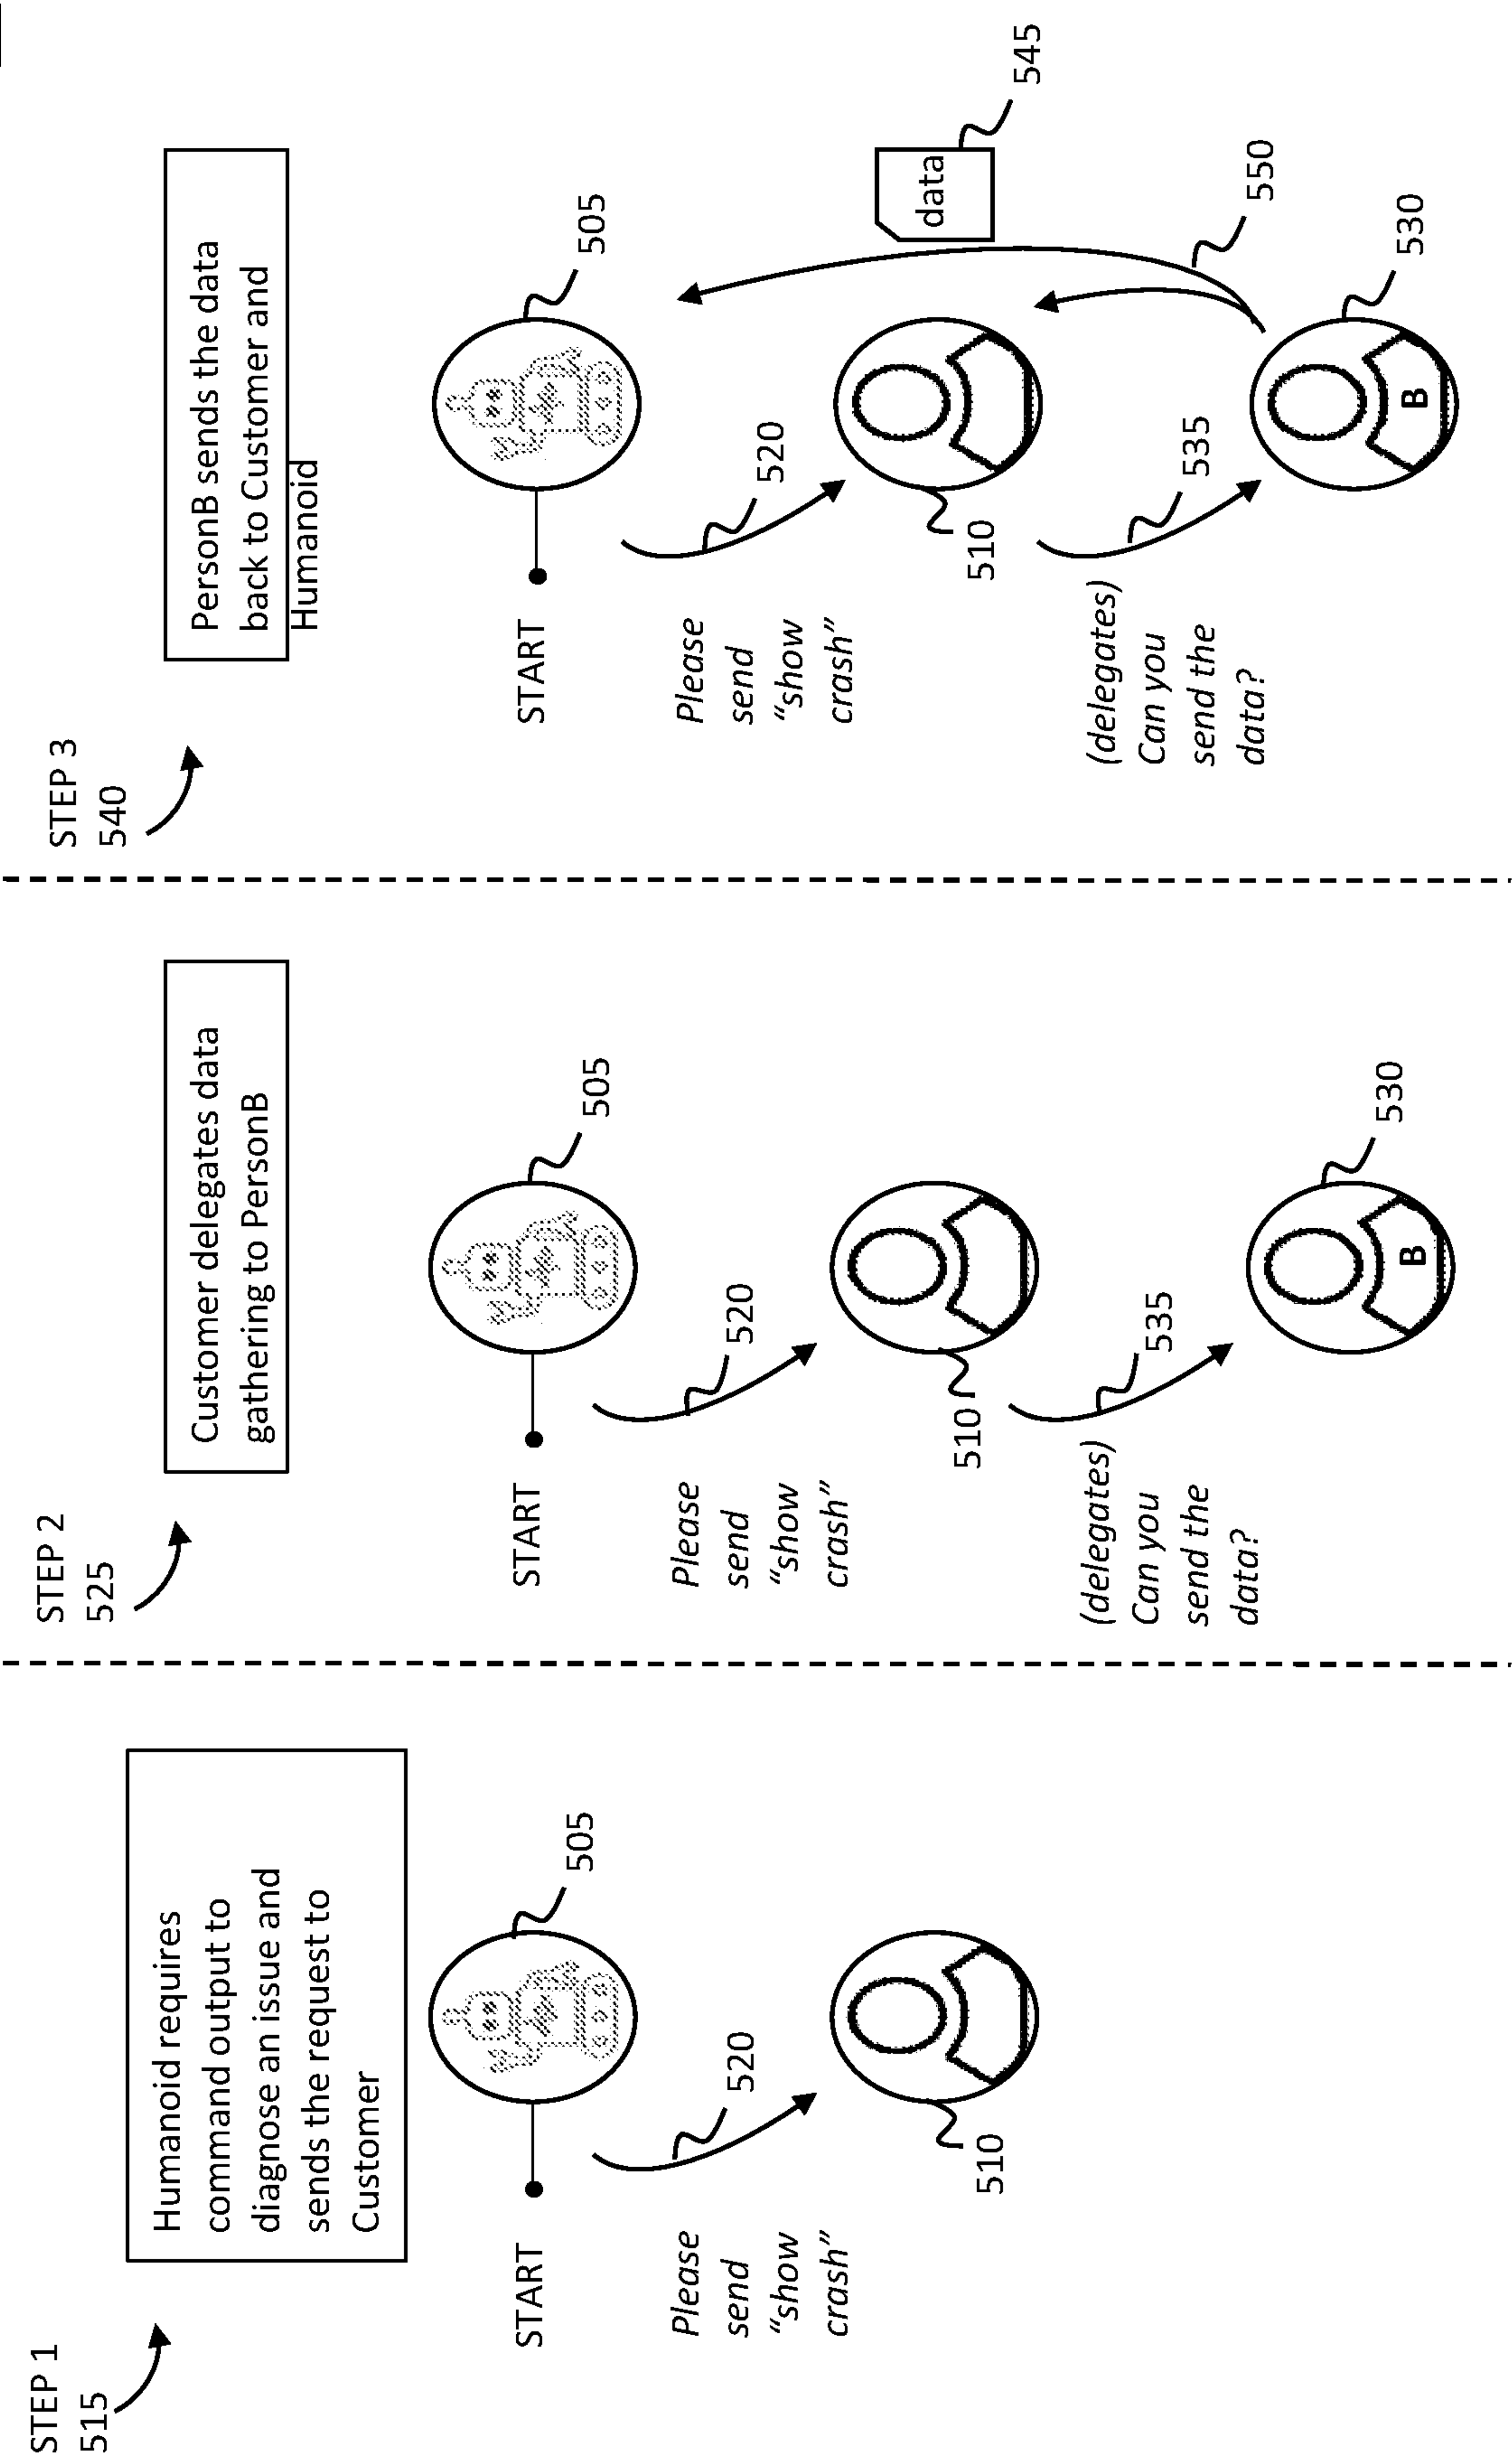 STEP 1
515
Humanoid requires
command output to
diagnose an issue and
sends the request to
Customer
505
START
Please
send
“show
crash”
520
510
STEP 2
525
Customer delegates data
gathering to PersonB
505
START
Please
send
“show
crash”
520
510
(delegates)
Can you
send the
data?
535
530
B
STEP 3
540
PersonB sends the data
back to Customer and
Humanoid
505
START
Please
send
“show
crash”
520
510
data
545
(delegates)
Can you
send the
data?
535
550
530
B